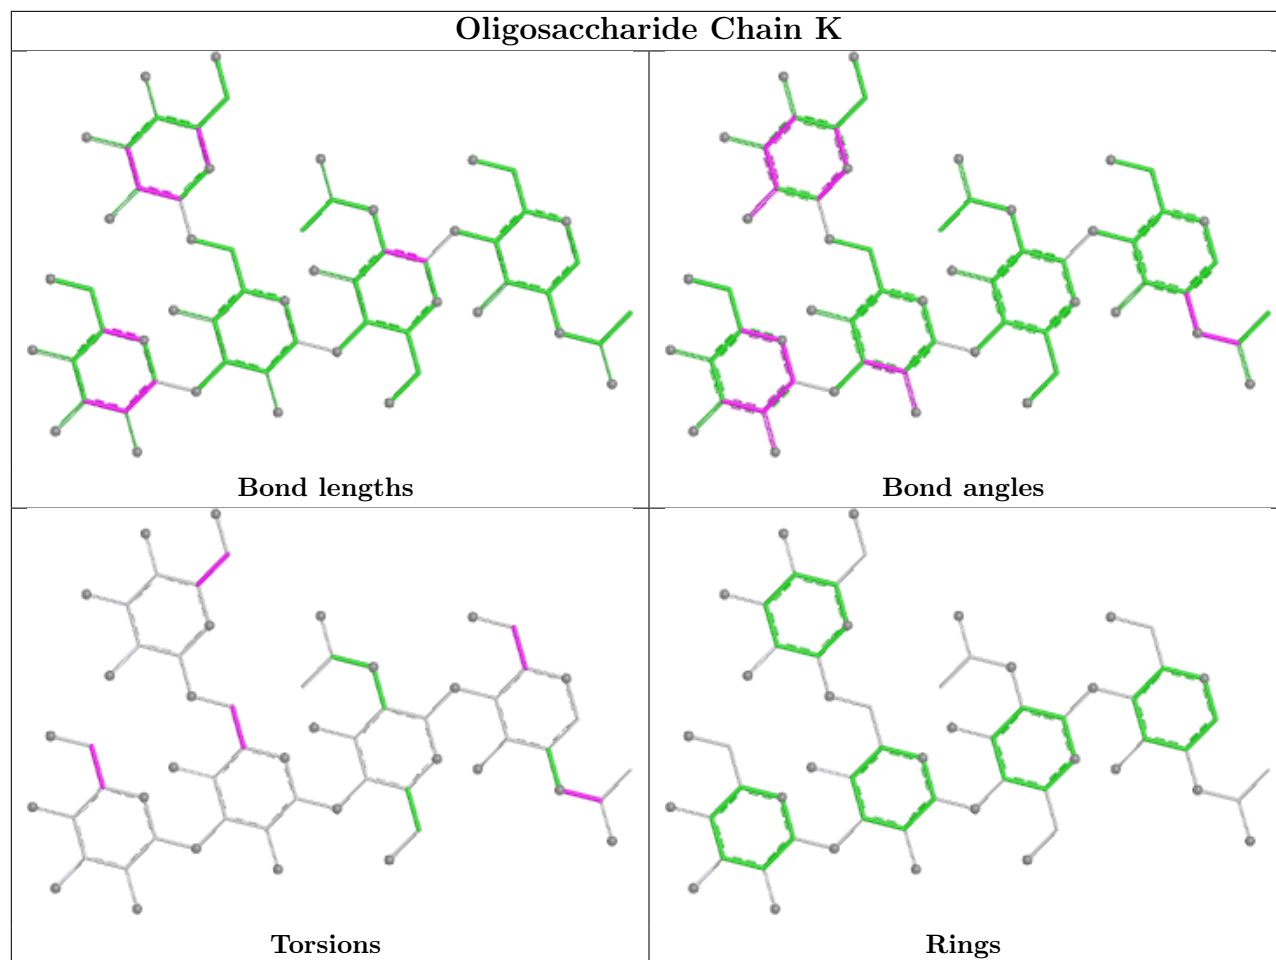 Oligosaccharide Chain K
Bond lengths
Bond angles
Torsions
Rings